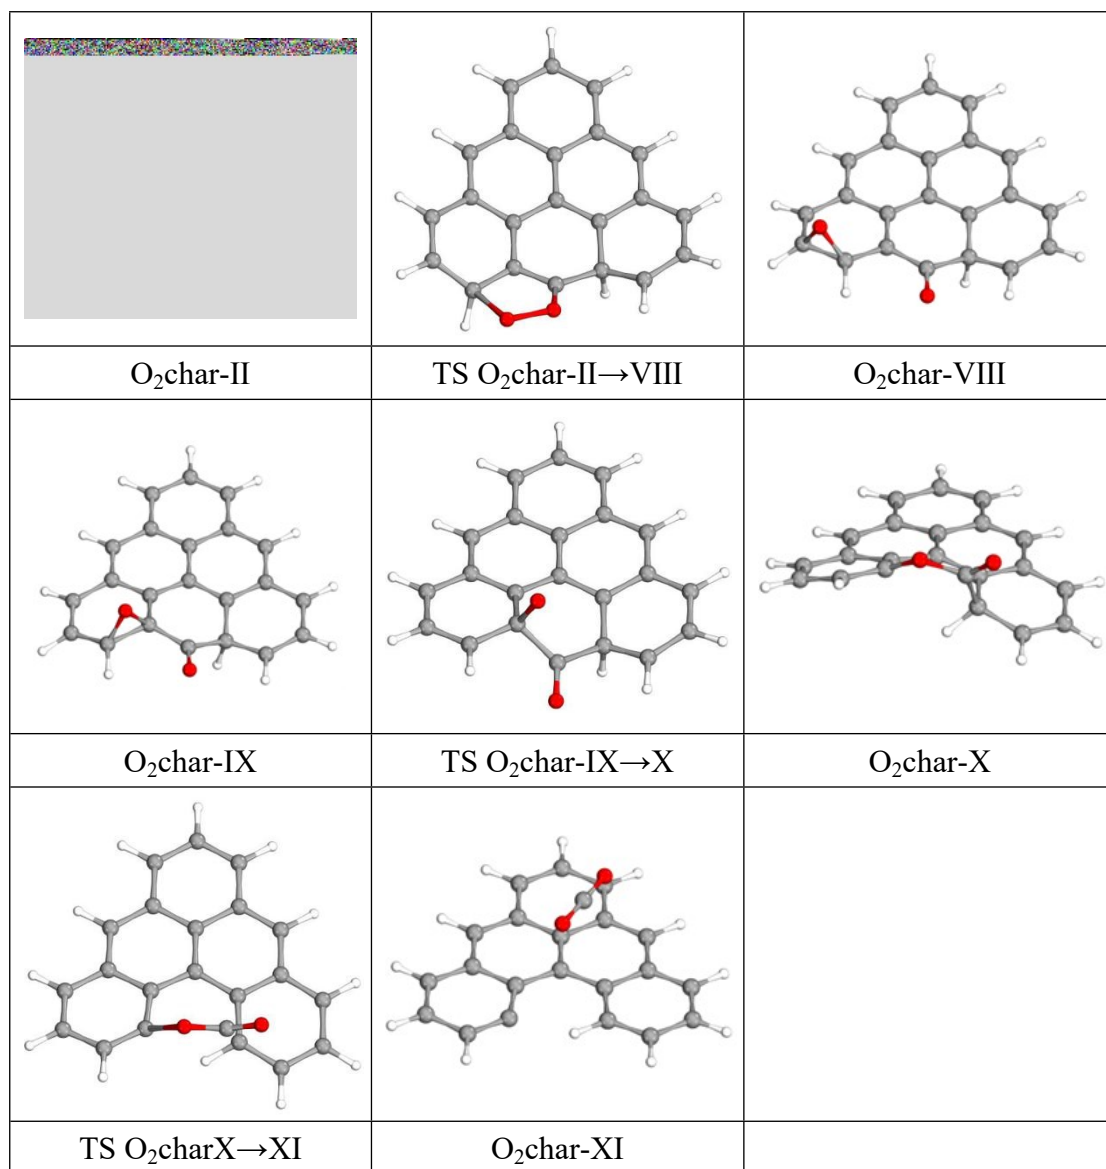 O₂char-II
TS O₂char-II→VIII
O₂char-VIII
O₂char-IX
TS O₂char-IX→X
O₂char-X
TS O₂charX→XI
O₂char-XI